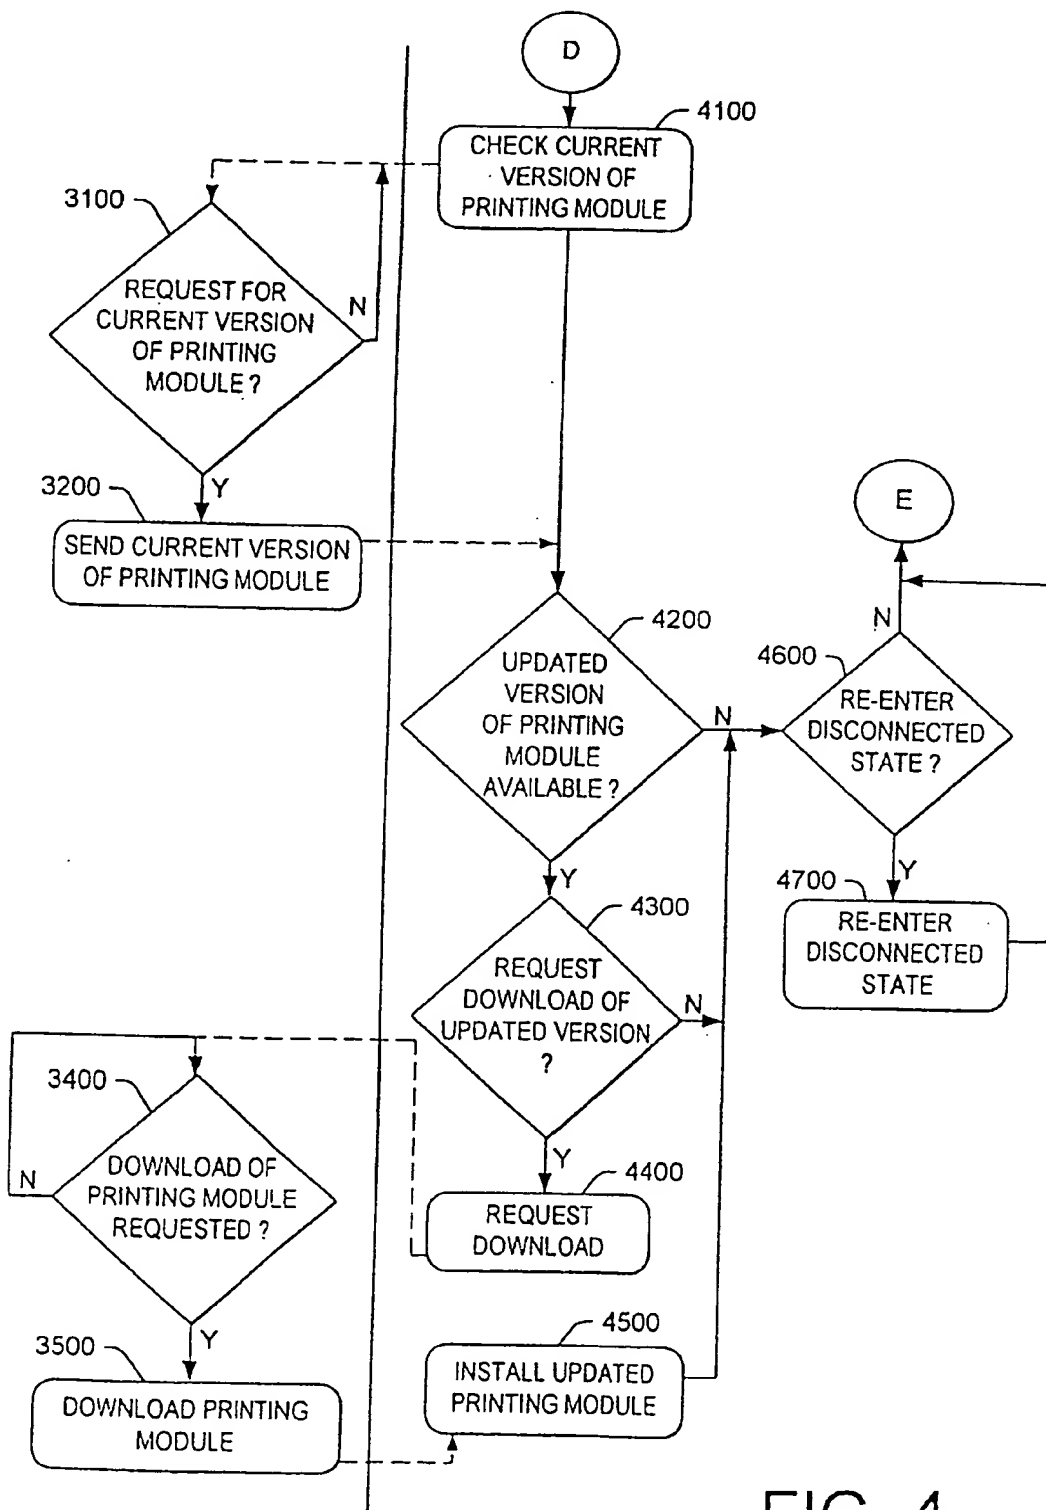 D
4100
CHECK CURRENT
VERSION OF
PRINTING MODULE
3100
REQUEST FOR
CURRENT VERSION
OF PRINTING
MODULE ?
N
Y
3200
SEND CURRENT VERSION
OF PRINTING MODULE
E
4200
UPDATED
VERSION
OF PRINTING
MODULE
AVAILABLE ?
N
Y
N
4600
RE-ENTER
DISCONNECTED
STATE ?
Y
4700
RE-ENTER
DISCONNECTED
STATE
4300
REQUEST
DOWNLOAD OF
UPDATED VERSION
?
N
Y
3400
DOWNLOAD OF
PRINTING MODULE
REQUESTED ?
N
Y
4400
REQUEST
DOWNLOAD
3500
DOWNLOAD PRINTING
MODULE
4500
INSTALL UPDATED
PRINTING MODULE
FIG. 4